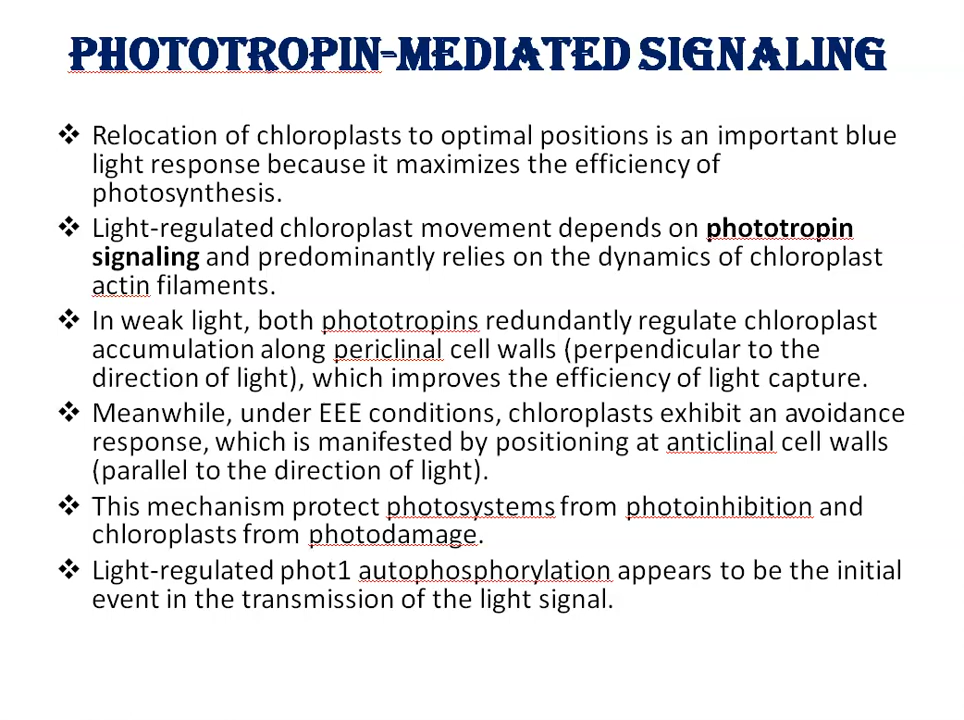 PHOTOTROPIN-MEDIATED SIGNALING
❖ Relocation of chloroplasts to optimal positions is an important blue
light response because it maximizes the efficiency of
photosynthesis.
❖ Light-regulated chloroplast movement depends on phototropin
signaling and predominantly relies on the dynamics of chloroplast
actin filaments.
❖ In weak light, both phototropins redundantly regulate chloroplast
accumulation along periclinal cell walls (perpendicular to the
direction of light), which improves the efficiency of light capture.
❖ Meanwhile, under EEE conditions, chloroplasts exhibit an avoidance
response, which is manifested by positioning at anticlinal cell walls
(parallel to the direction of light).
❖ This mechanism protect photosystems from photoinhibition and
chloroplasts from photodamage.
❖ Light-regulated phot1 autophosphorylation appears to be the initial
event in the transmission of the light signal.